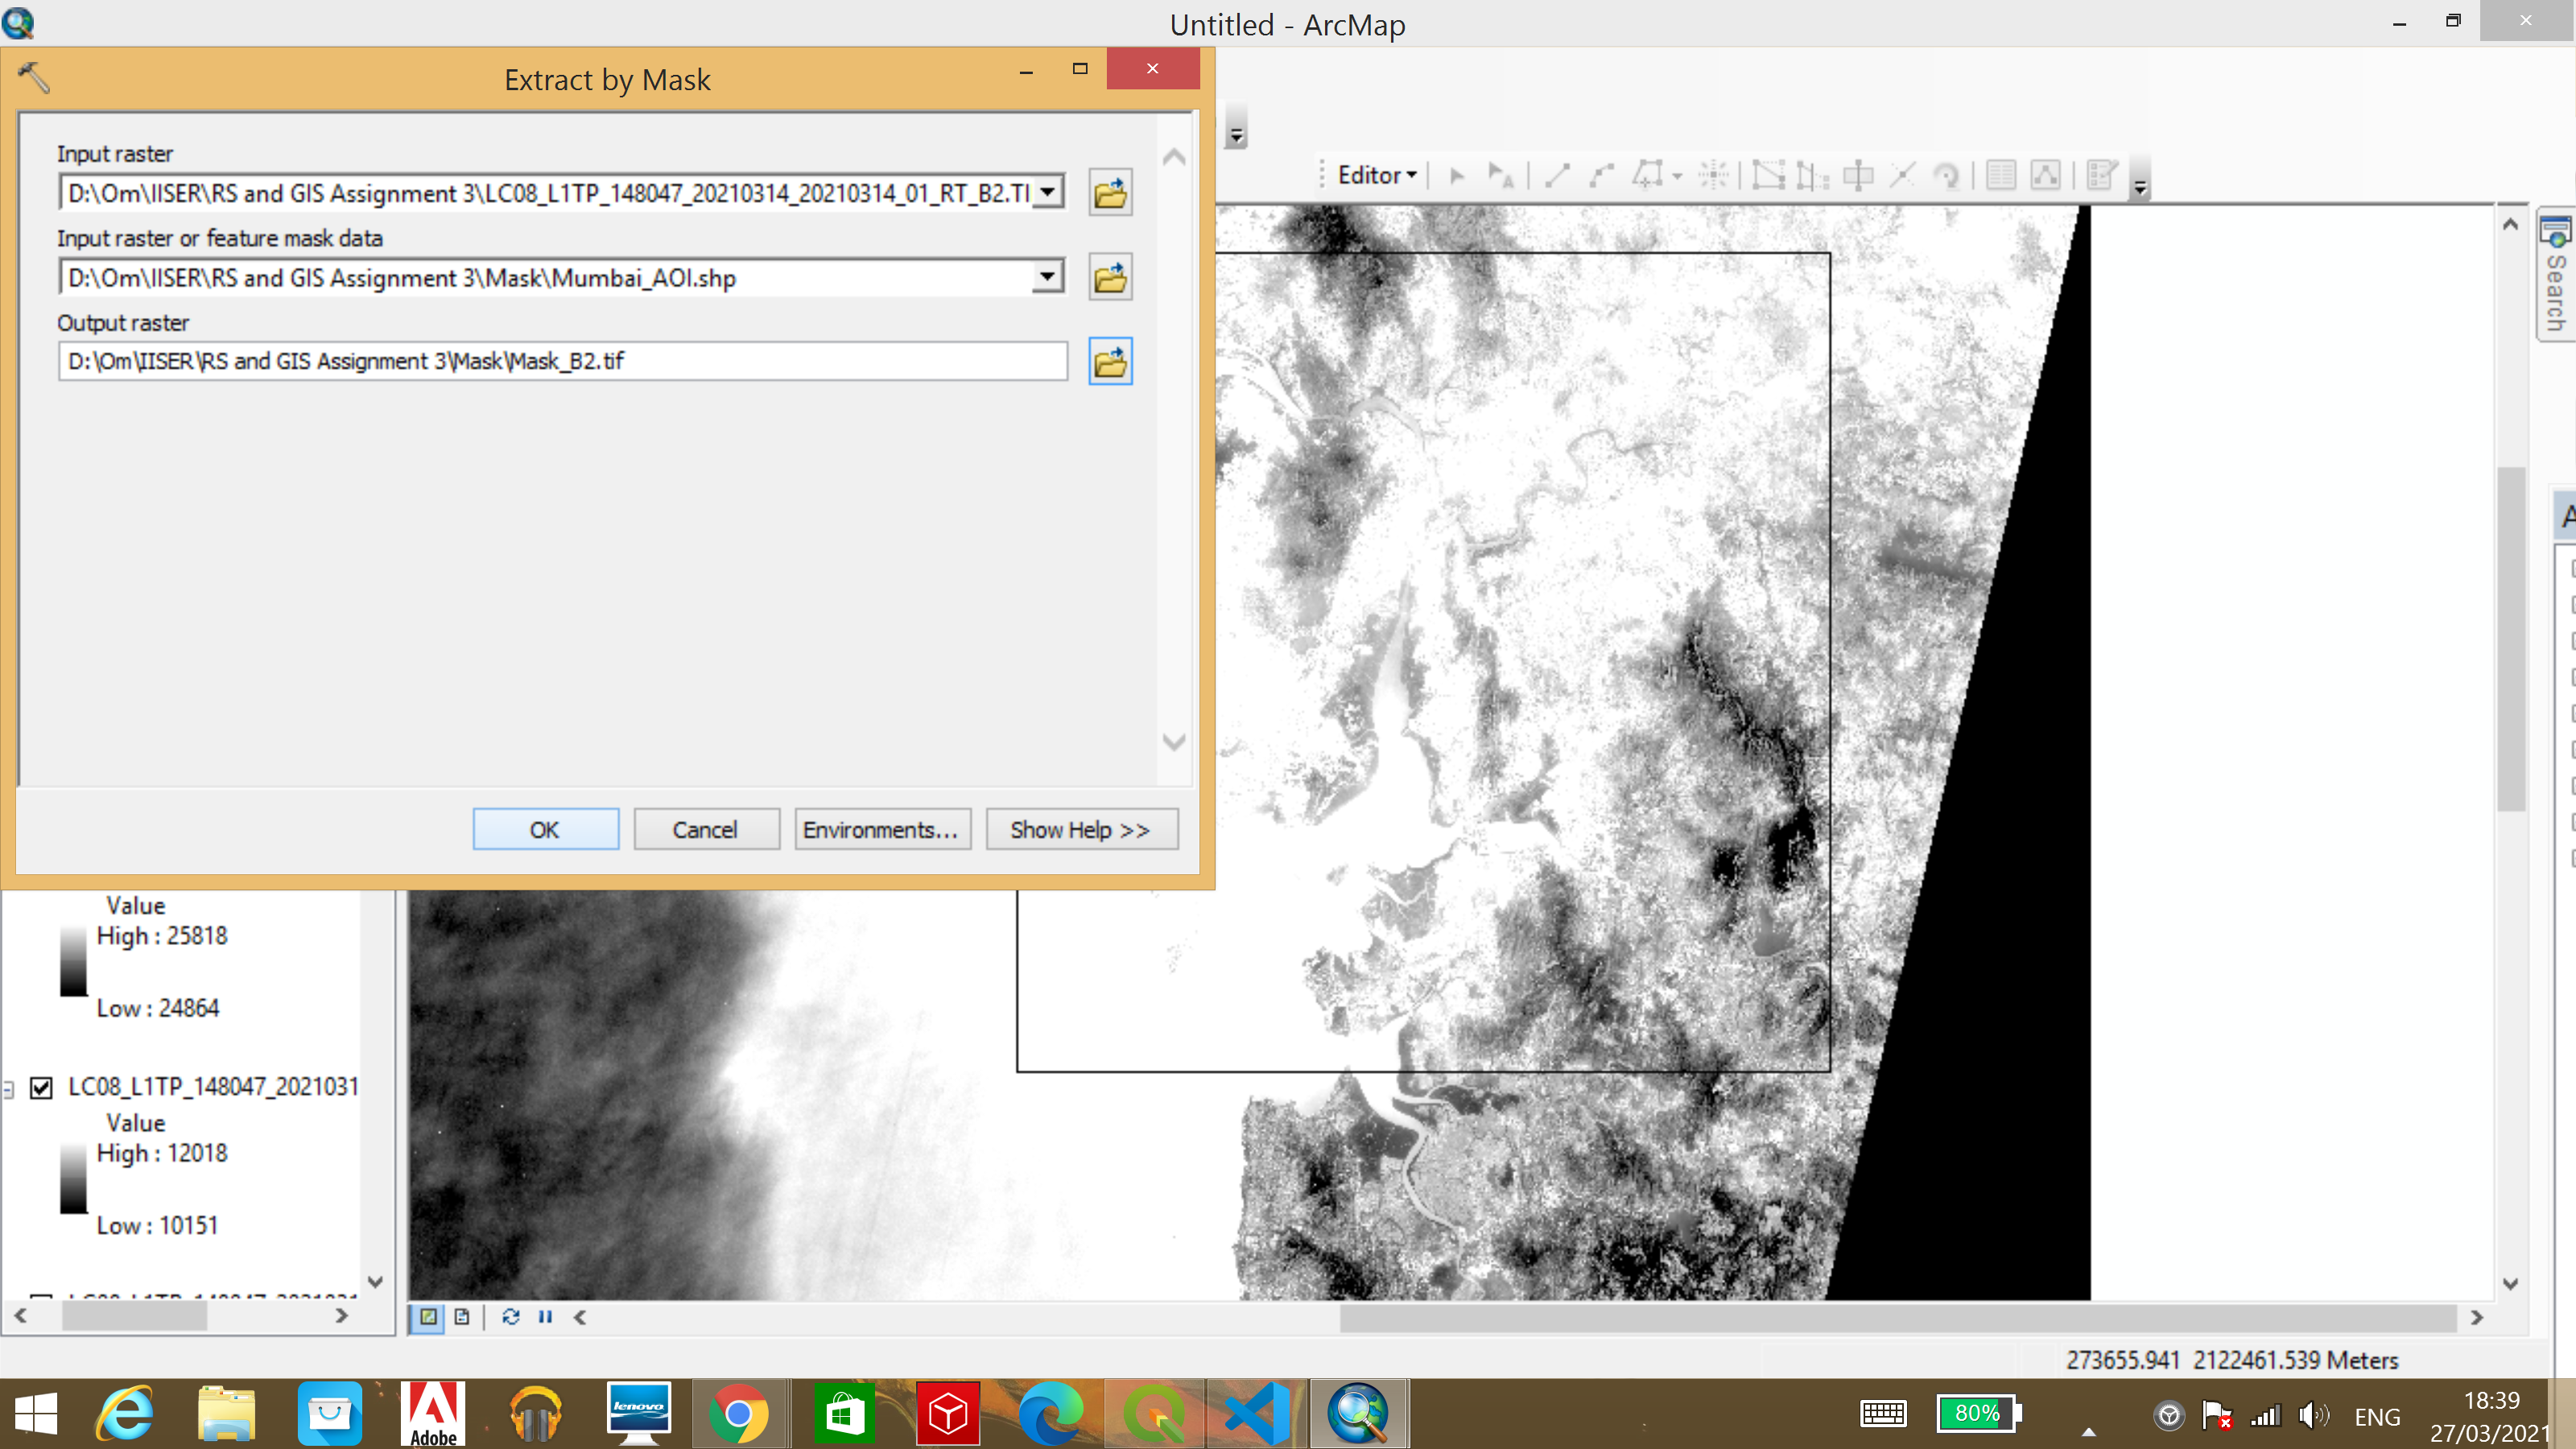 Untitled - ArcMap
Extract by Mask
Input raster
D:\Om\IISER\RS and GIS Assignment 3\LC08_L1TP_148047_20210314_20210314_01_RT_B2.TI
Input raster or feature mask data
D:\Om\IISER\RS and GIS Assignment 3\Mask\Mumbai_AOI.shp
Output raster
D:\Om\IISER\RS and GIS Assignment 3\Mask\Mask_B2.tif
OK Cancel Environments... Show Help >>
Editor
Search
A
Value
High : 25818
Low : 24864
LC08_L1TP_148047_2021031
Value
High : 12018
Low : 10151
273655.941 2122461.539 Meters
Adobe
lenovo
80%
ENG
18:39
27/03/2021